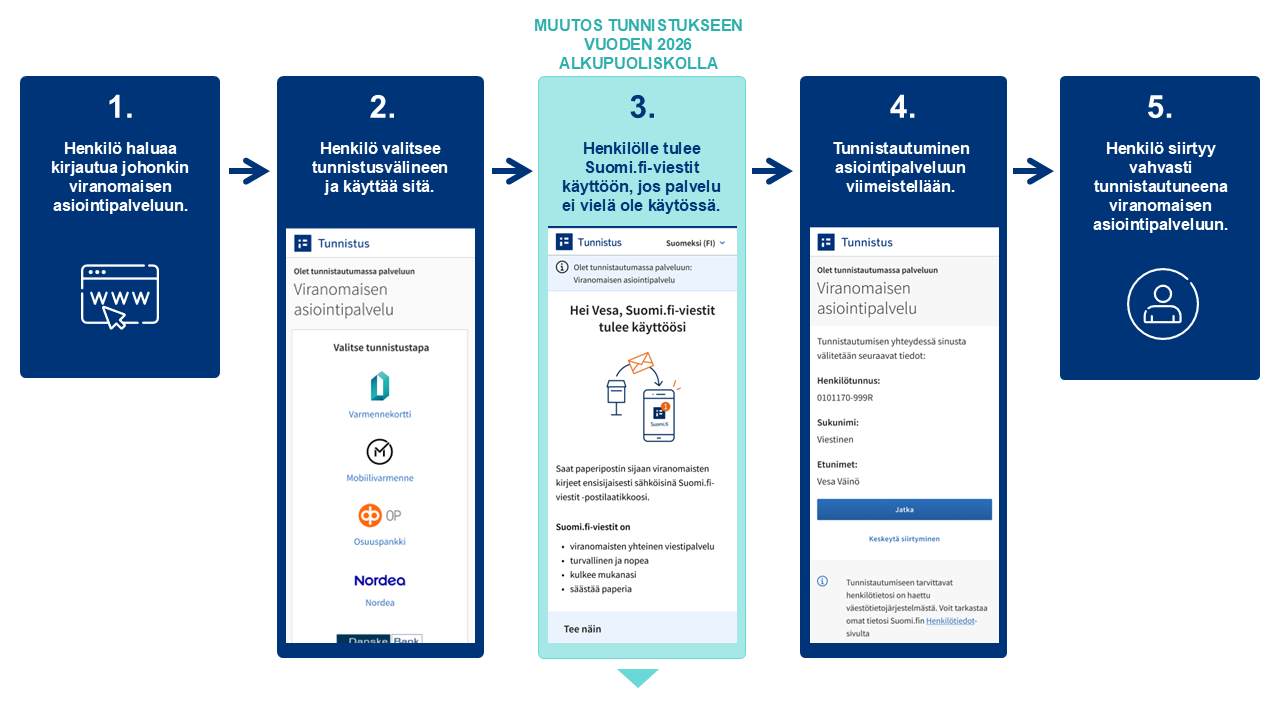 MUUTOS TUNNISTUKSEEN
VUODEN 2026
ALKUPUOLISKOLLA
1.
Henkilö haluaa
kirjautua johonkin
viranomaisen
asiointipalveluun.
WWW
2.
Henkilö valitsee
tunnistusvälineen
ja käyttää sitä.
Tunnistus
Olet tunnistautumassa palveluun
Viranomaisen
asiointipalvelu
Valitse tunnistustapa
Varmennekortti
Mobiilivarmenne
OP
Osuuspankki
Nordea
Nordea
Danske Bank
3.
Henkilölle tulee
Suomi.fi-viestit
käyttöön, jos palvelu
ei vielä ole käytössä.
Tunnistus
Suomeksi (FI)
Olet tunnistautumassa palveluun:
Viranomaisen asiointipalvelu
Hei Vesa, Suomi.fi-viestit
tulee käyttöösi
1
Suomi.fi
Saat paperipostin sijaan viranomaisten
kirjeet ensisijaisesti sähköisinä Suomi.fi-
viestit -postilaatikkoosi.
Suomi.fi-viestit on
• viranomaisten yhteinen viestipalvelu
• turvallinen ja nopea
• kulkee mukanasi
• säästää paperia
Tee näin
4.
Tunnistautuminen
asiointipalveluun
viimeistellään.
Tunnistus
Olet tunnistautumassa palveluun
Viranomaisen
asiointipalvelu
Tunnistautumisen yhteydessä sinusta
välitetään seuraavat tiedot:
Henkilötunnus:
0101170-999R
Sukunimi:
Viestinen
Etunimet:
Vesa Väinö
Jatka
Keskeytä siirtyminen
Tunnistautumiseen tarvittavat
henkilötietosi on haettu
väestötietojärjestelmästä. Voit tarkastaa
omat tietosi Suomi.fin Henkilötiedot-
sivulta
5.
Henkilö siirtyy
vahvasti
tunnistautuneena
viranomaisen
asiointipalveluun.